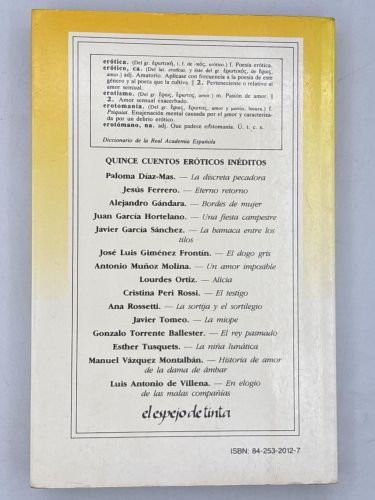 erótica. (Del gr. ἐρωτική, t. f. de -κός, erótico.) f. Poesía erótica.
erótico, ca. (Del lat. erotĭcus, y éste del gr. ἐρωτικός, de ἔρως,
amor.) adj. Amatorio. Aplícase con frecuencia a la poesía de este
género y al poeta que la cultiva. || 2. Perteneciente o relativo al
amor sensual.
erotismo. (Del gr. ἔρως, ἔρωτος, amor.) m. Pasión de amor. ||
2. Amor sensual exacerbado.
erotomanía. (Del gr. ἔρως, ἔρωτος, amor y manía, locura.) f.
Psiquiat. Enajenación mental causada por el amor y caracteriza-
da por un delirio erótico.
erotómano, na. adj. Que padece erotomanía. Ú. t. c. s.
Diccionario de la Real Academia Española
QUINCE CUENTOS ERÓTICOS INÉDITOS
Paloma Díaz-Mas. — La discreta pecadora
Jesús Ferrero. — Eterno retorno
Alejandro Gándara. — Bordes de mujer
Juan García Hortelano. — Una fiesta campestre
Javier García Sánchez. — La hamaca entre los
tilos
José Luis Giménez Frontín. — El dogo gris
Antonio Muñoz Molina. — Un amor imposible
Lourdes Ortiz. — Alicia
Cristina Peri Rossi. — El testigo
Ana Rossetti. — La sortija y el sortilegio
Javier Tomeo. — La miope
Gonzalo Torrente Ballester. — El rey pasmado
Esther Tusquets. — La niña lunática
Manuel Vázquez Montalbán. — Historia de amor
de la dama de ámbar
Luis Antonio de Villena. — En elogio
de las malas compañías
el espejo de tinta
ISBN: 84-253-2012-7